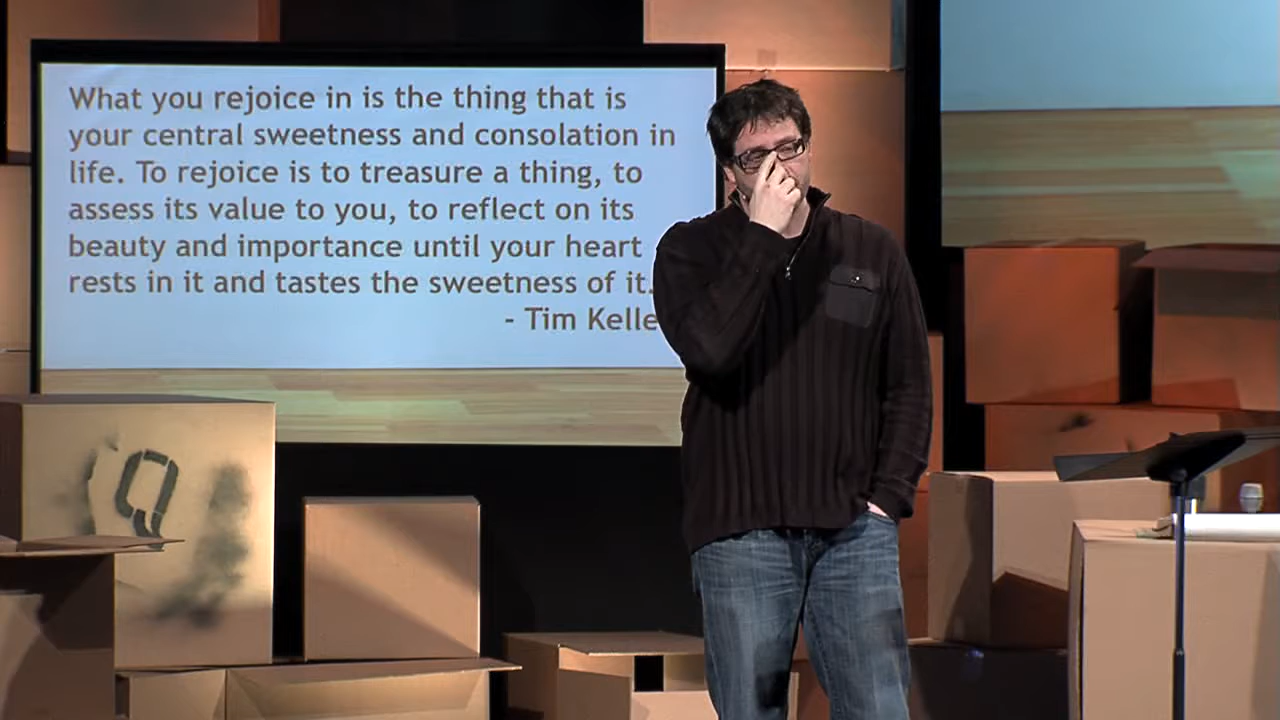 What you rejoice in is the thing that is
your central sweetness and consolation in
life. To rejoice is to treasure a thing, to
assess its value to you, to reflect on its
beauty and importance until your heart
rests in it and tastes the sweetness of it.
- Tim Kelle
Q